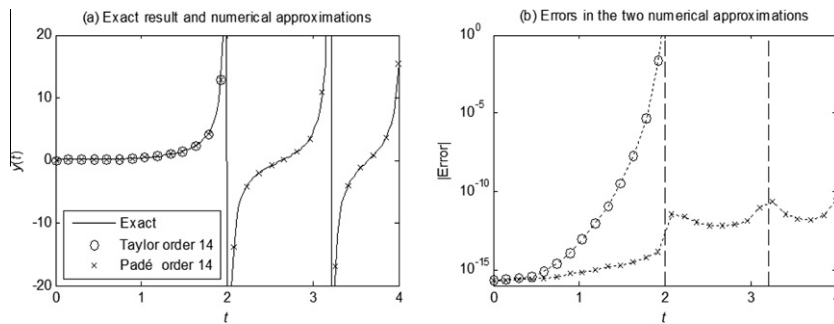 (a) Exact result and numerical approximations
20
10
0
-10
-20
y(t)
Exact
Taylor order 14
Padé order 14
0
1
2
3
4
t
(b) Errors in the two numerical approximations
10^0
10^-5
10^-10
10^-15
|Error|
0
1
2
3
4
t